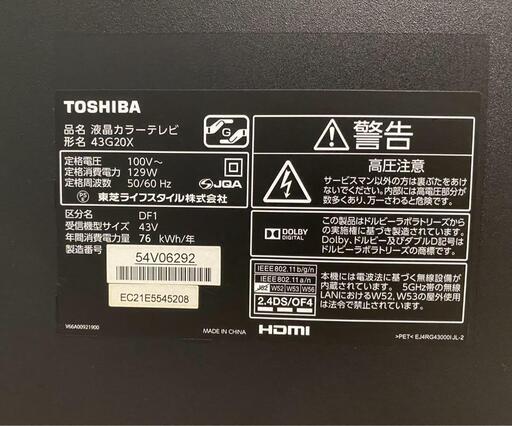 TOSHIBA
品名 液晶カラーテレビ
形名 43G20X
定格電圧 100V～
定格消費電力 129W
定格周波数 50/60 Hz
JQA
東芝ライフスタイル株式会社
区分名 DF1
受信機型サイズ 43V
年間消費電力量 76 kWh/年
製造番号
54V06292
EC21E5545208
V66A00921900
MADE IN CHINA
警告
高圧注意
サービスマン以外の方は裏ぶたをあけ
ないでください。内部には高電圧部分が
数多くあり、万一さわると危険です。
DOLBY
DIGITAL
この製品はドルビーラボラトリーズから
の実施権に基づき製造されています。
Dolby、ドルビー及びダブルD記号は
ドルビーラボラトリーズの商標です。
IEEE802.11b/g/n
IEEE802.11a/n
J52 W52 W53 W56
2.4DS/OF4
本機には電波法に基づく無線設備が
内蔵されています。 5GHz帯の無線
LANにおけるW52, W53の屋外使用
は法令で禁止されています。
HDMI
>PET< EJ4RG43000IJL-2